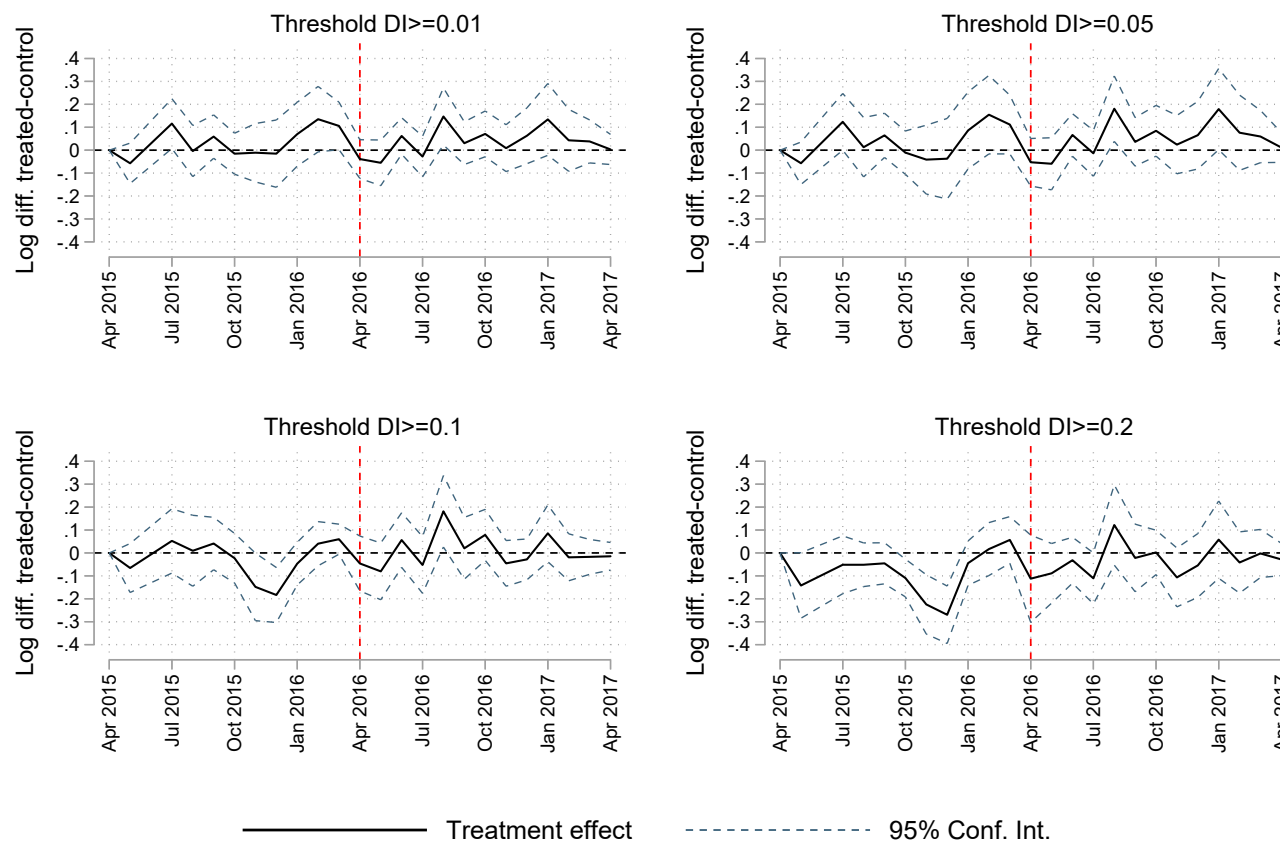 Threshold DI>=0.01
Log diff. treated-control
.4
.3
.2
.1
0
-.1
-.2
-.3
-.4
Apr 2015
Jul 2015
Oct 2015
Jan 2016
Apr 2016
Jul 2016
Oct 2016
Jan 2017
Apr 2017
Threshold DI>=0.05
Log diff. treated-control
.4
.3
.2
.1
0
-.1
-.2
-.3
-.4
Apr 2015
Jul 2015
Oct 2015
Jan 2016
Apr 2016
Jul 2016
Oct 2016
Jan 2017
Apr 2017
Threshold DI>=0.1
Log diff. treated-control
.4
.3
.2
.1
0
-.1
-.2
-.3
-.4
Apr 2015
Jul 2015
Oct 2015
Jan 2016
Apr 2016
Jul 2016
Oct 2016
Jan 2017
Apr 2017
Threshold DI>=0.2
Log diff. treated-control
.4
.3
.2
.1
0
-.1
-.2
-.3
-.4
Apr 2015
Jul 2015
Oct 2015
Jan 2016
Apr 2016
Jul 2016
Oct 2016
Jan 2017
Apr 2017
Treatment effect
95% Conf. Int.